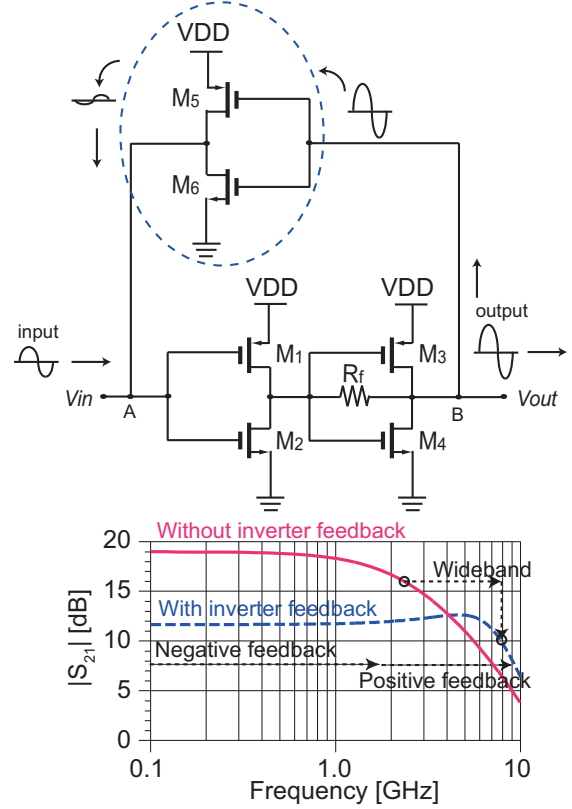 VDD
M5
M6
VDD
VDD
input
output
M1
Rf
M3
Vin
A
B
Vout
M2
M4
Without inverter feedback
Wideband
With inverter feedback
Negative feedback
Positive feedback
|S21| [dB]
20
15
10
5
0
0.1
1.0
10
Frequency [GHz]